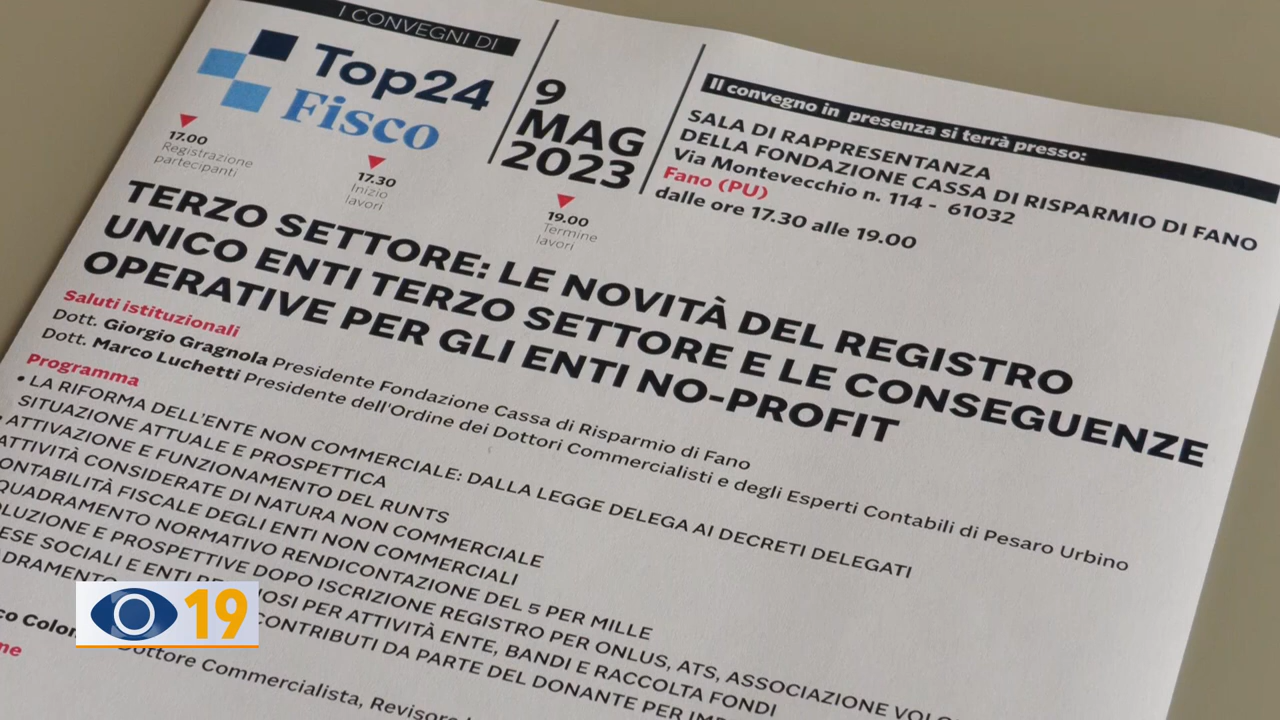 I CONVEGNI DI
Top24
Fisco
9
MAG
2023
Il convegno in presenza si terrà presso:
SALA DI RAPPRESENTANZA
DELLA FONDAZIONE CASSA DI RISPARMIO DI FANO
Via Montevecchio n. 114 - 61032
Fano (PU)
dalle ore 17.30 alle 19.00
17.00
Registrazione
partecipanti
17.30
Inizio
lavori
19.00
Termine
lavori
TERZO SETTORE: LE NOVITÀ DEL REGISTRO
UNICO ENTI TERZO SETTORE E LE CONSEGUENZE
OPERATIVE PER GLI ENTI NO-PROFIT
Saluti istituzionali
Dott. Giorgio Gragnola Presidente Fondazione Cassa di Risparmio di Fano
Dott. Marco Luchetti Presidente dell'Ordine dei Dottori Commercialisti e degli Esperti Contabili di Pesaro Urbino
Programma
• LA RIFORMA DELL'ENTE NON COMMERCIALE: DALLA LEGGE DELEGA AI DECRETI DELEGATI
SITUAZIONE ATTUALE E PROSPETTICA
• ATTIVAZIONE E FUNZIONAMENTO DEL RUNTS
ATTIVITÀ CONSIDERATE DI NATURA NON COMMERCIALE
ONTABILITÀ FISCALE DEGLI ENTI NON COMMERCIALI
QUADRAMENTO NORMATIVO RENDICONTAZIONE DEL 5 PER MILLE
OLUZIONE E PROSPETTIVE DOPO ISCRIZIONE REGISTRO PER ONLUS, ATS, ASSOCIAZIONE
ESE SOCIALI E ENTI PER ATTIVITÀ ENTE, BANDI E RACCOLTA FONDI
DRAMENTO CONTRIBUTI DA PARTE DEL DONANTE PER
Dottore Commercialista, Revisore
19